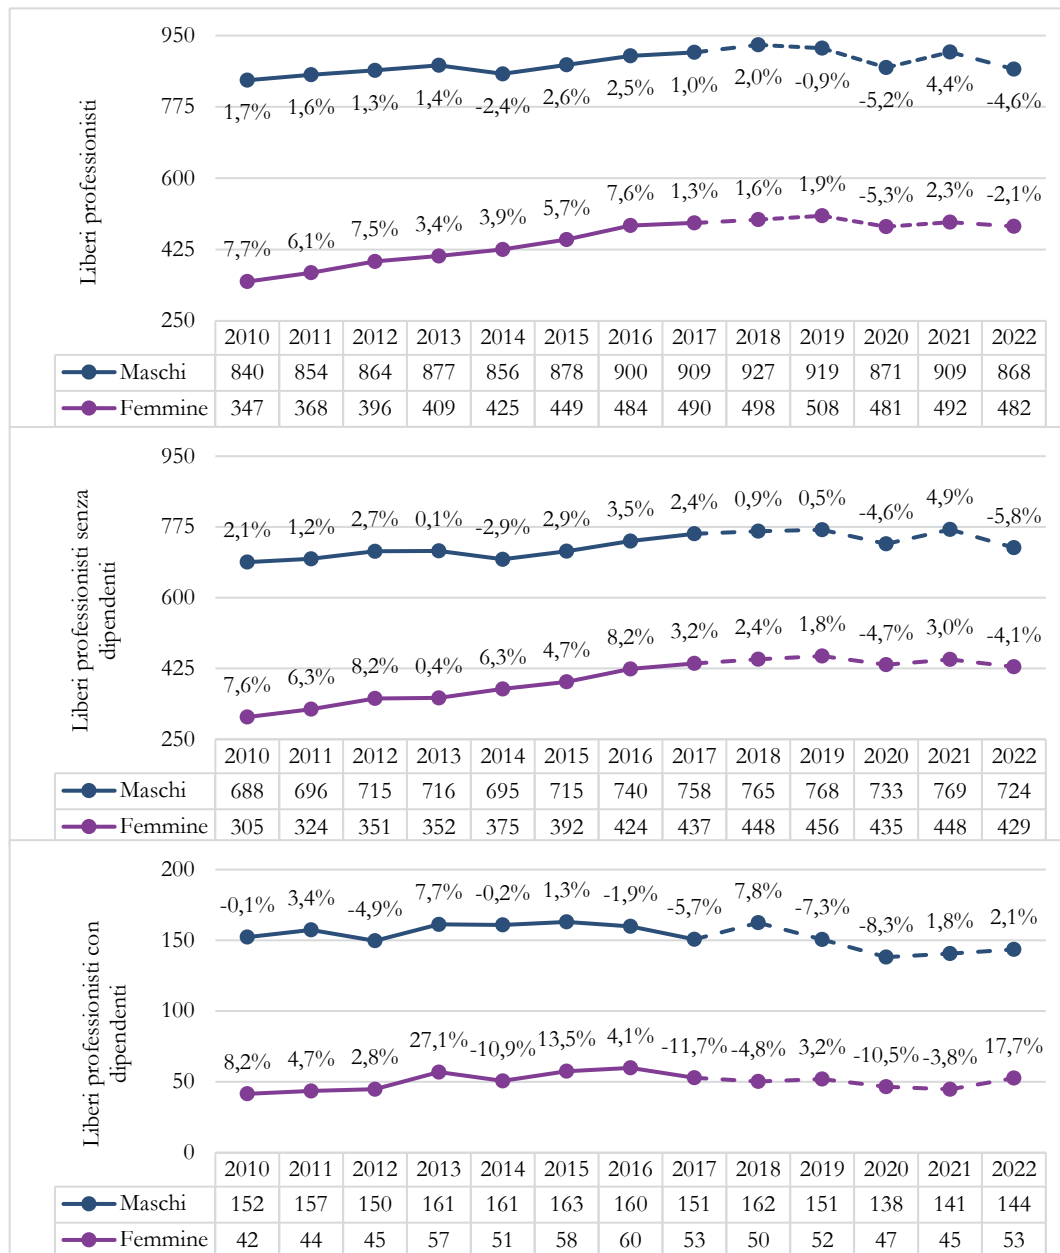 Liberi professionisti
950
775
600
425
250
1,7% 1,6% 1,3% 1,4% -2,4% 2,6% 2,5% 1,0% 2,0% -0,9% -5,2% 4,4% -4,6%
7,7% 6,1% 7,5% 3,4% 3,9% 5,7% 7,6% 1,3% 1,6% 1,9% -5,3% 2,3% -2,1%
2010 2011 2012 2013 2014 2015 2016 2017 2018 2019 2020 2021 2022
Maschi 840 854 864 877 856 878 900 909 927 919 871 909 868
Femmine 347 368 396 409 425 449 484 490 498 508 481 492 482
Liberi professionisti senza
dipendenti
950
775
600
425
250
2,1% 1,2% 2,7% 0,1% -2,9% 2,9% 3,5% 2,4% 0,9% 0,5% -4,6% 4,9% -5,8%
7,6% 6,3% 8,2% 0,4% 6,3% 4,7% 8,2% 3,2% 2,4% 1,8% -4,7% 3,0% -4,1%
2010 2011 2012 2013 2014 2015 2016 2017 2018 2019 2020 2021 2022
Maschi 688 696 715 716 695 715 740 758 765 768 733 769 724
Femmine 305 324 351 352 375 392 424 437 448 456 435 448 429
Liberi professionisti con
dipendenti
200
150
100
50
0
-0,1% 3,4% -4,9% 7,7% -0,2% 1,3% -1,9% -5,7% 7,8% -7,3% -8,3% 1,8% 2,1%
8,2% 4,7% 2,8% 27,1% -10,9% 13,5% 4,1% -11,7% -4,8% 3,2% -10,5% -3,8% 17,7%
2010 2011 2012 2013 2014 2015 2016 2017 2018 2019 2020 2021 2022
Maschi 152 157 150 161 161 163 160 151 162 151 138 141 144
Femmine 42 44 45 57 51 58 60 53 50 52 47 45 53